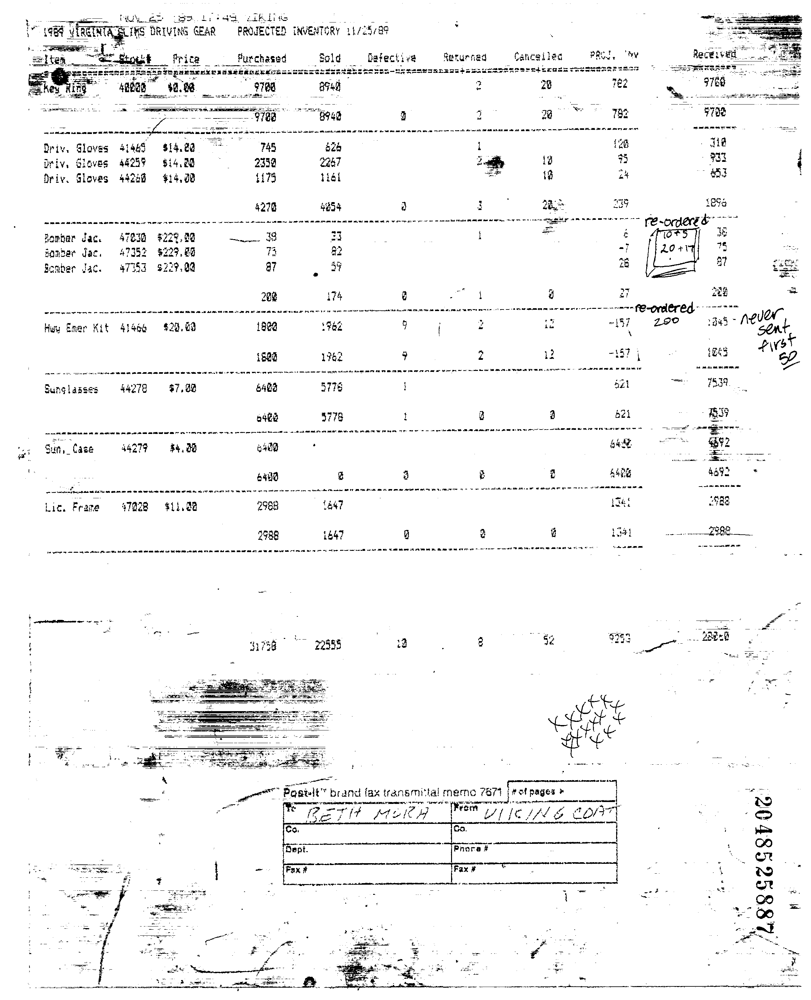 NOV 25 '89 17:49 VIKING
1989 VIRGINIA SLIMS DRIVING GEAR PROJECTED INVENTORY 11/25/89
Item Stock# Price Purchased Sold Defective Returned Cancelled PROJ. Inv Received
Key Ring 40000 $0.00 9700 8940 2 20 782 9700
9700 8940 0 2 20 782 9700
Driv. Gloves 41465 $14.00 745 626 1 120 310
Driv. Gloves 44259 $14.00 2350 2267 2 10 95 933
Driv. Gloves 44260 $14.00 1175 1161 10 24 653
4270 4054 0 3 20 239 1896
re-ordered
Bomber Jac. 47030 $229.00 38 33 1 6 10+5 38
Bomber Jac. 47352 $229.00 75 82 -7 20+17 75
Bomber Jac. 47353 $229.00 87 59 28 87
200 174 0 1 0 27 200
re-ordered
Hwy Emer Kit 41466 $20.00 1800 1962 9 2 12 -157 200 1045 - never sent first 50
1800 1962 9 2 12 -157 1045
Sunglasses 44278 $7.00 6400 5778 1 621 7539
6400 5778 1 0 0 621 7539
Sun. Case 44279 $4.00 6400 6400 4692
6400 0 0 0 0 6400 4692
Lic. Frame 47028 $11.00 2988 1647 1341 2988
2988 1647 0 0 0 1341 2988
31758 22555 10 8 52 9253
Post-It™ brand fax transmittal memo 7671 # of pages >
To BETH MURA From VIKING COAT
Co. Co.
Dept. Phone #
Fax # Fax #
2048525887